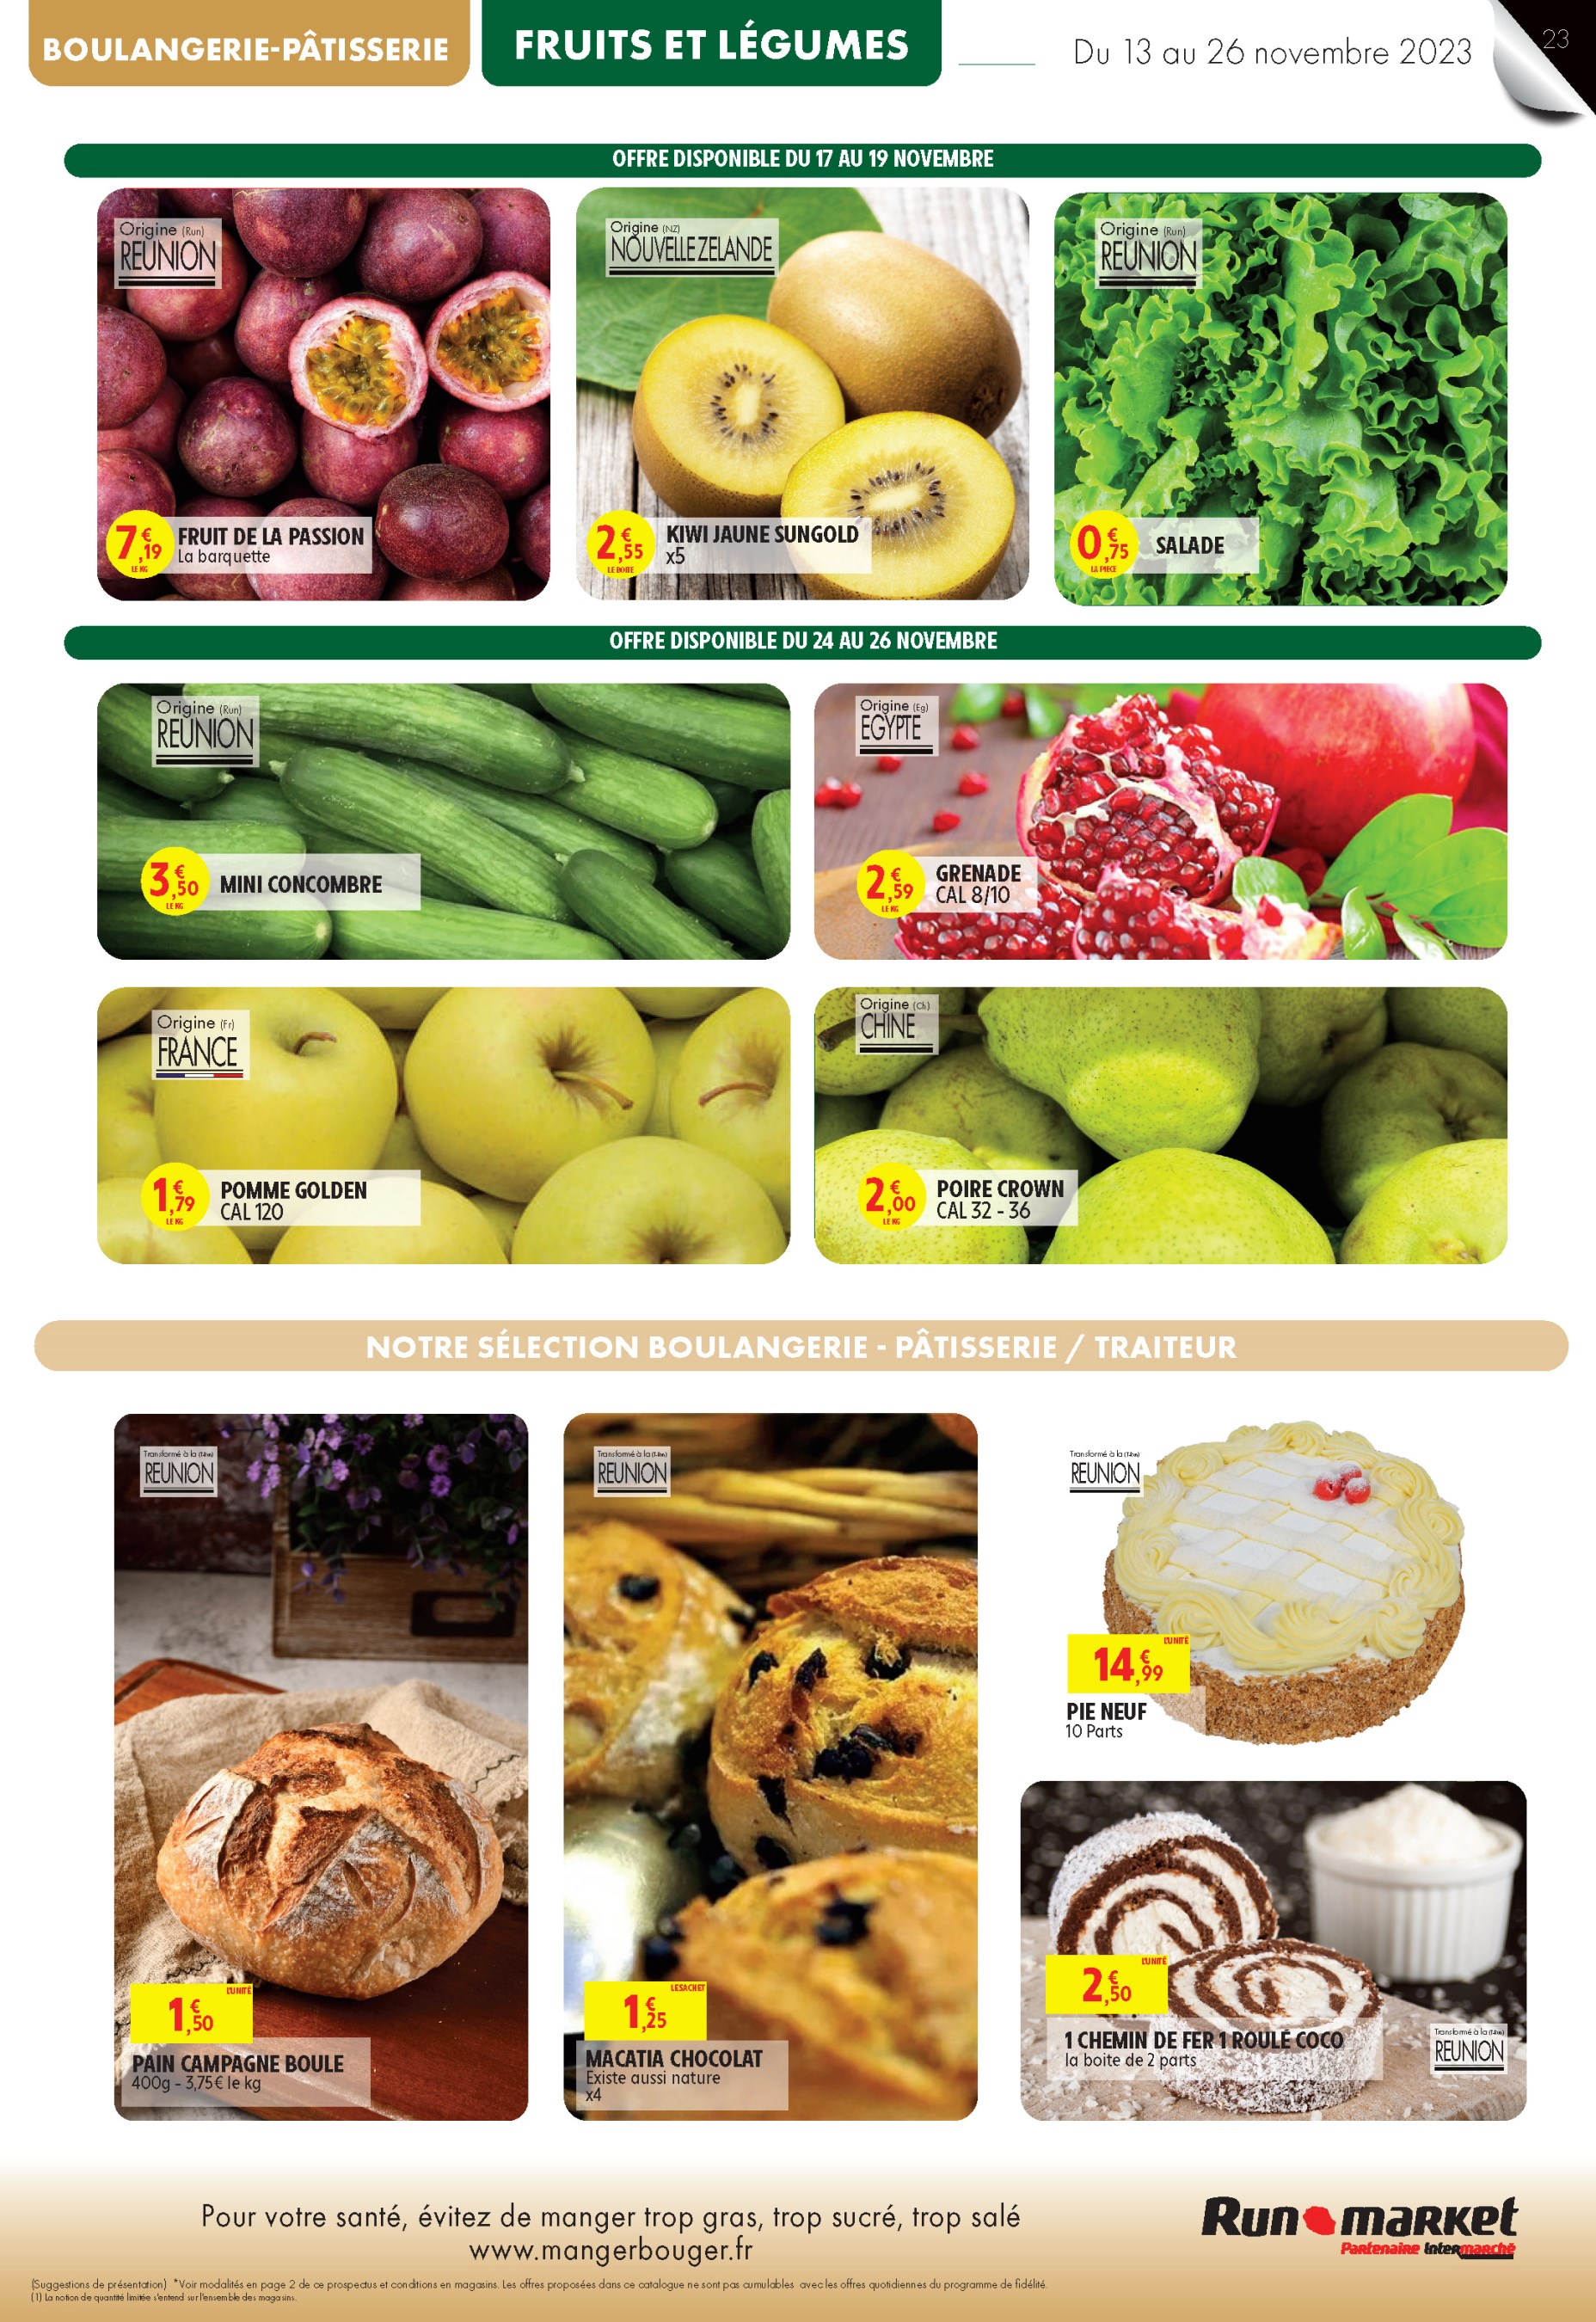 BOULANGERIE-PÂTISSERIE
FRUITS ET LÉGUMES
Du 13 au 26 novembre 2023
23
OFFRE DISPONIBLE DU 17 AU 19 NOVEMBRE
Origine (Run)
REUNION
7€,19
LE KG
FRUIT DE LA PASSION
La barquette
Origine (NZ)
NOUVELLE ZELANDE
2€,55
LE BOITE
KIWI JAUNE SUNGOLD
x5
Origine (Run)
REUNION
0€,75
LA PIECE
SALADE
OFFRE DISPONIBLE DU 24 AU 26 NOVEMBRE
Origine (Run)
REUNION
3€,50
LE KG
MINI CONCOMBRE
Origine (Eg)
EGYPTE
2€,59
LE KG
GRENADE
CAL 8/10
Origine (Fr)
FRANCE
1€,79
LE KG
POMME GOLDEN
CAL 120
Origine (Ch)
CHINE
2€,00
LE KG
POIRE CROWN
CAL 32 - 36
NOTRE SÉLECTION BOULANGERIE - PÂTISSERIE / TRAITEUR
Transformé à la (Run)
REUNION
L'UNITÉ
1€,50
PAIN CAMPAGNE BOULE
400g - 3,75€ le kg
Transformé à la (Run)
REUNION
LE SACHET
1€,25
MACATIA CHOCOLAT
Existe aussi nature
x4
Transformé à la (Run)
REUNION
L'UNITÉ
14€,99
PIE NEUF
10 Parts
L'UNITÉ
2€,50
1 CHEMIN DE FER 1 ROULÉ COCO
la boite de 2 parts
Transformé à la (Run)
REUNION
Pour votre santé, évitez de manger trop gras, trop sucré, trop salé
www.mangerbouger.fr
Run market
Partenaire Intermarché
(Suggestions de présentation) *Voir modalités en page 2 de ce prospectus et conditions en magasins. Les offres proposées dans ce catalogue ne sont pas cumulables avec les offres quotidiennes du programme de fidélité.
(1) La notion de quantité limitée s'entend sur l'ensemble des magasins.